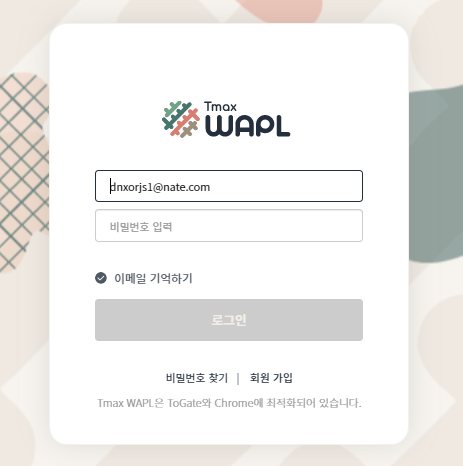 Tmax
WAPL
dnxorjs1@nate.com
비밀번호 입력
이메일 기억하기
로그인
비밀번호 찾기 | 회원 가입
Tmax WAPL은 ToGate와 Chrome에 최적화되어 있습니다.